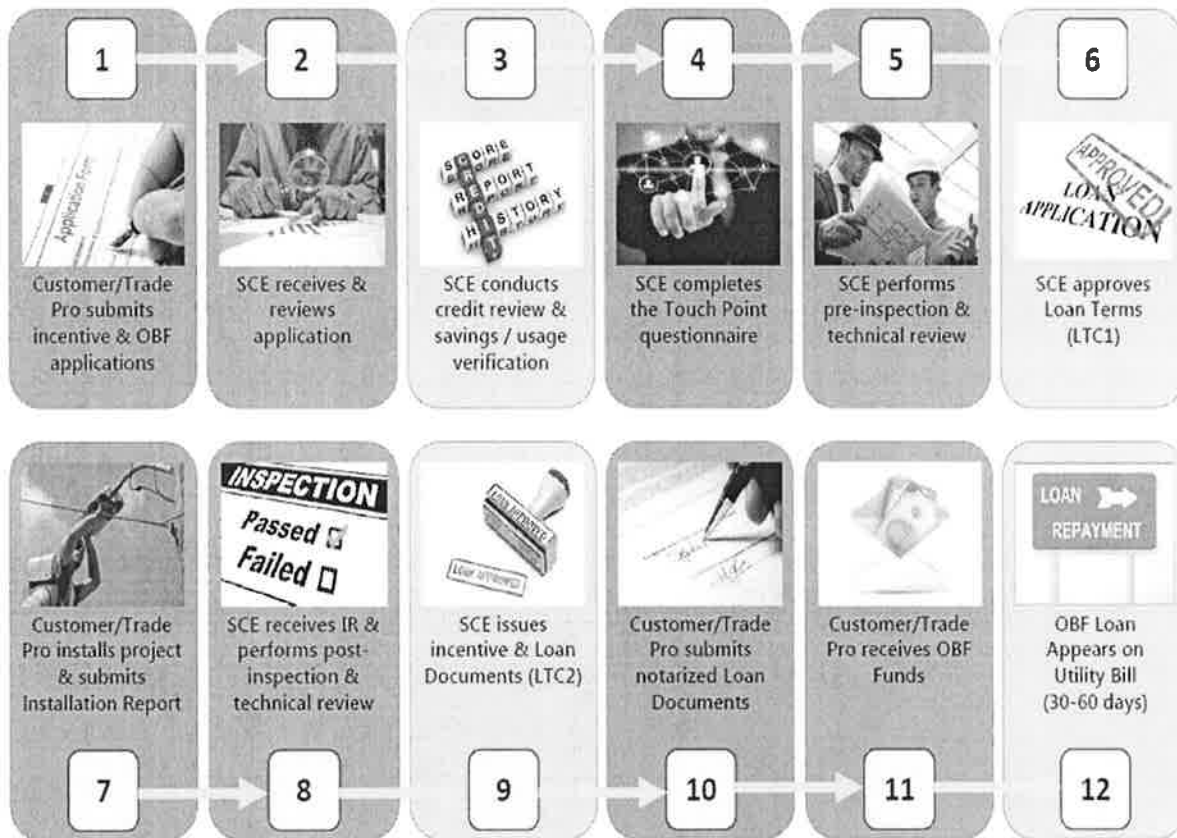 1
2
3
4
5
6
Application Form
SCORE
REPORT
HISTORY
CREDIT
APPROVED!
LOAN
APPLICATION
Customer/Trade
Pro submits
incentive & OBF
applications
SCE receives &
reviews
application
SCE conducts
credit review &
savings / usage
verification
SCE completes
the Touch Point
questionnaire
SCE performs
pre-inspection &
technical review
SCE approves
Loan Terms
(LTC1)
INSPECTION
Passed
Failed
LOAN APPROVED
LOAN APPROVED
LOAN
REPAYMENT
Customer/Trade
Pro installs project
& submits
Installation Report
SCE receives IR &
performs post-
inspection &
technical review
SCE issues
incentive & Loan
Documents (LTC2)
Customer/Trade
Pro submits
notarized Loan
Documents
Customer/Trade
Pro receives OBF
Funds
OBF Loan
Appears on
Utility Bill
(30-60 days)
7
8
9
10
11
12